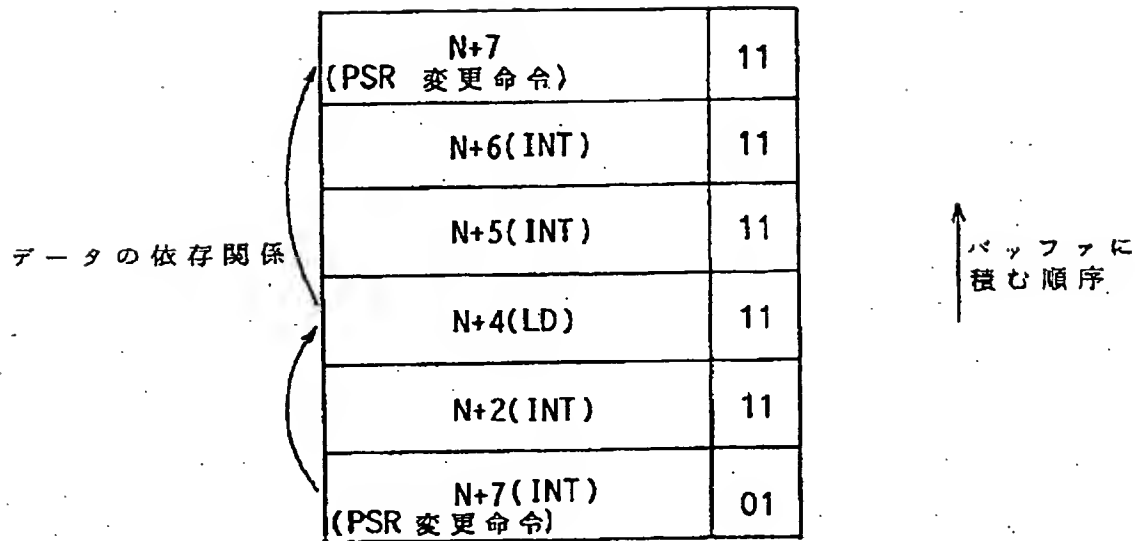 N+7
(PSR 変更命令)
11
N+6(INT)
11
N+5(INT)
11
データの依存関係
バッファに
積む順序
N+4(LD)
11
N+2(INT)
11
N+7(INT)
(PSR 変更命令)
01